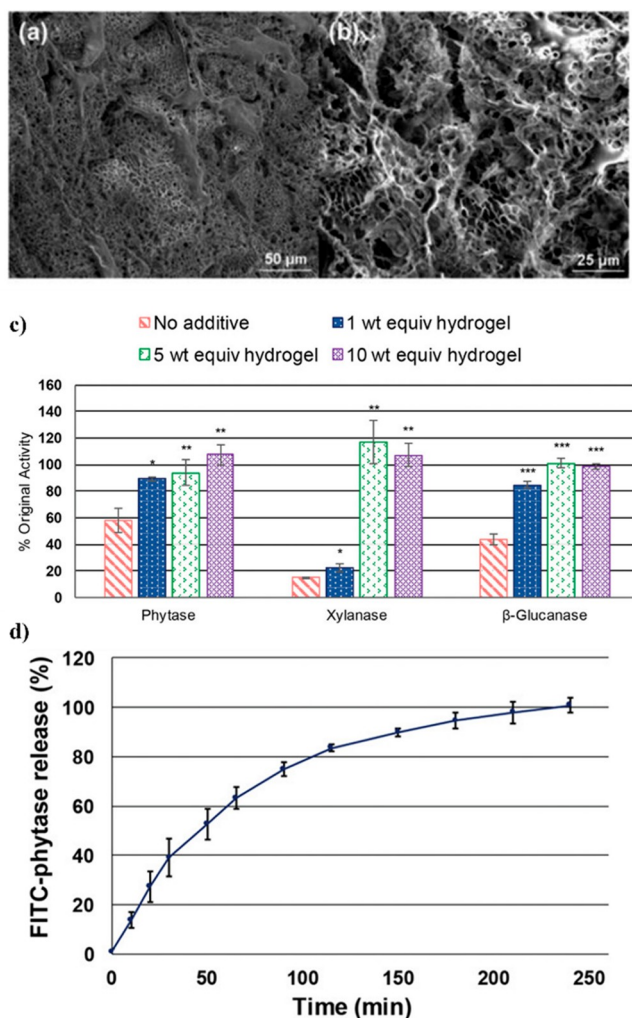 (a) (b)
50 µm 25 µm
c)
No additive 1 wt equiv hydrogel
5 wt equiv hydrogel 10 wt equiv hydrogel
% Original Activity
160
140
120
100
80
60
40
20
0
* ** **
* ** **
*** *** ***
Phytase Xylanase β-Glucanase
d)
FITC-phytase release (%)
120
100
80
60
40
20
0
0 50 100 150 200 250
Time (min)